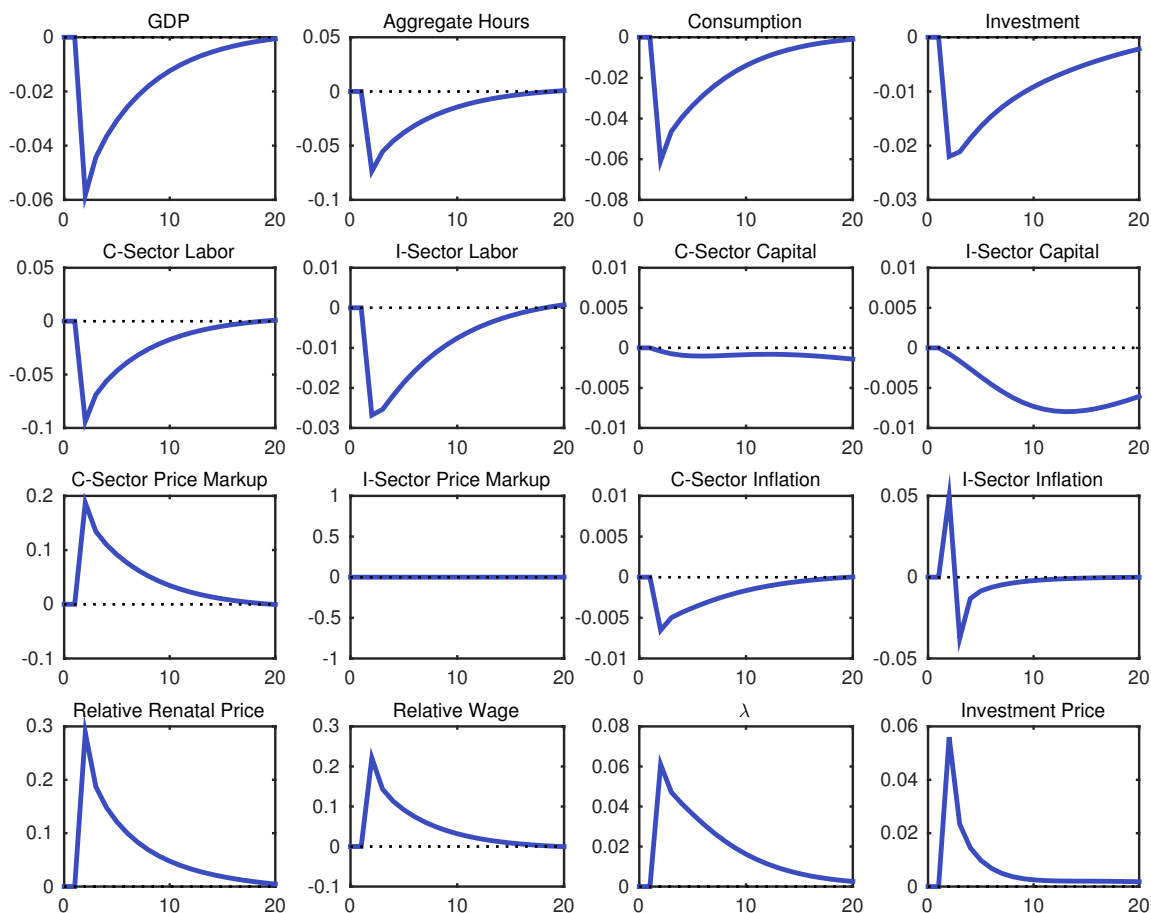 GDP
Aggregate Hours
Consumption
Investment
0
-0.02
-0.04
-0.06
0 10 20
0.05
0
-0.05
-0.1
0 10 20
0
-0.02
-0.04
-0.06
-0.08
0 10 20
0
-0.01
-0.02
-0.03
0 10 20
C-Sector Labor
I-Sector Labor
C-Sector Capital
I-Sector Capital
0.05
0
-0.05
-0.1
0 10 20
0.01
0
-0.01
-0.02
-0.03
0 10 20
0.01
0.005
0
-0.005
-0.01
0 10 20
0.01
0.005
0
-0.005
-0.01
0 10 20
C-Sector Price Markup
I-Sector Price Markup
C-Sector Inflation
I-Sector Inflation
0.2
0.1
0
-0.1
0 10 20
1
0.5
0
-0.5
-1
0 10 20
0.01
0.005
0
-0.005
-0.01
0 10 20
0.05
0
-0.05
0 10 20
Relative Renatal Price
Relative Wage
λ
Investment Price
0.3
0.2
0.1
0
0 10 20
0.3
0.2
0.1
0
-0.1
0 10 20
0.08
0.06
0.04
0.02
0
0 10 20
0.06
0.04
0.02
0
0 10 20